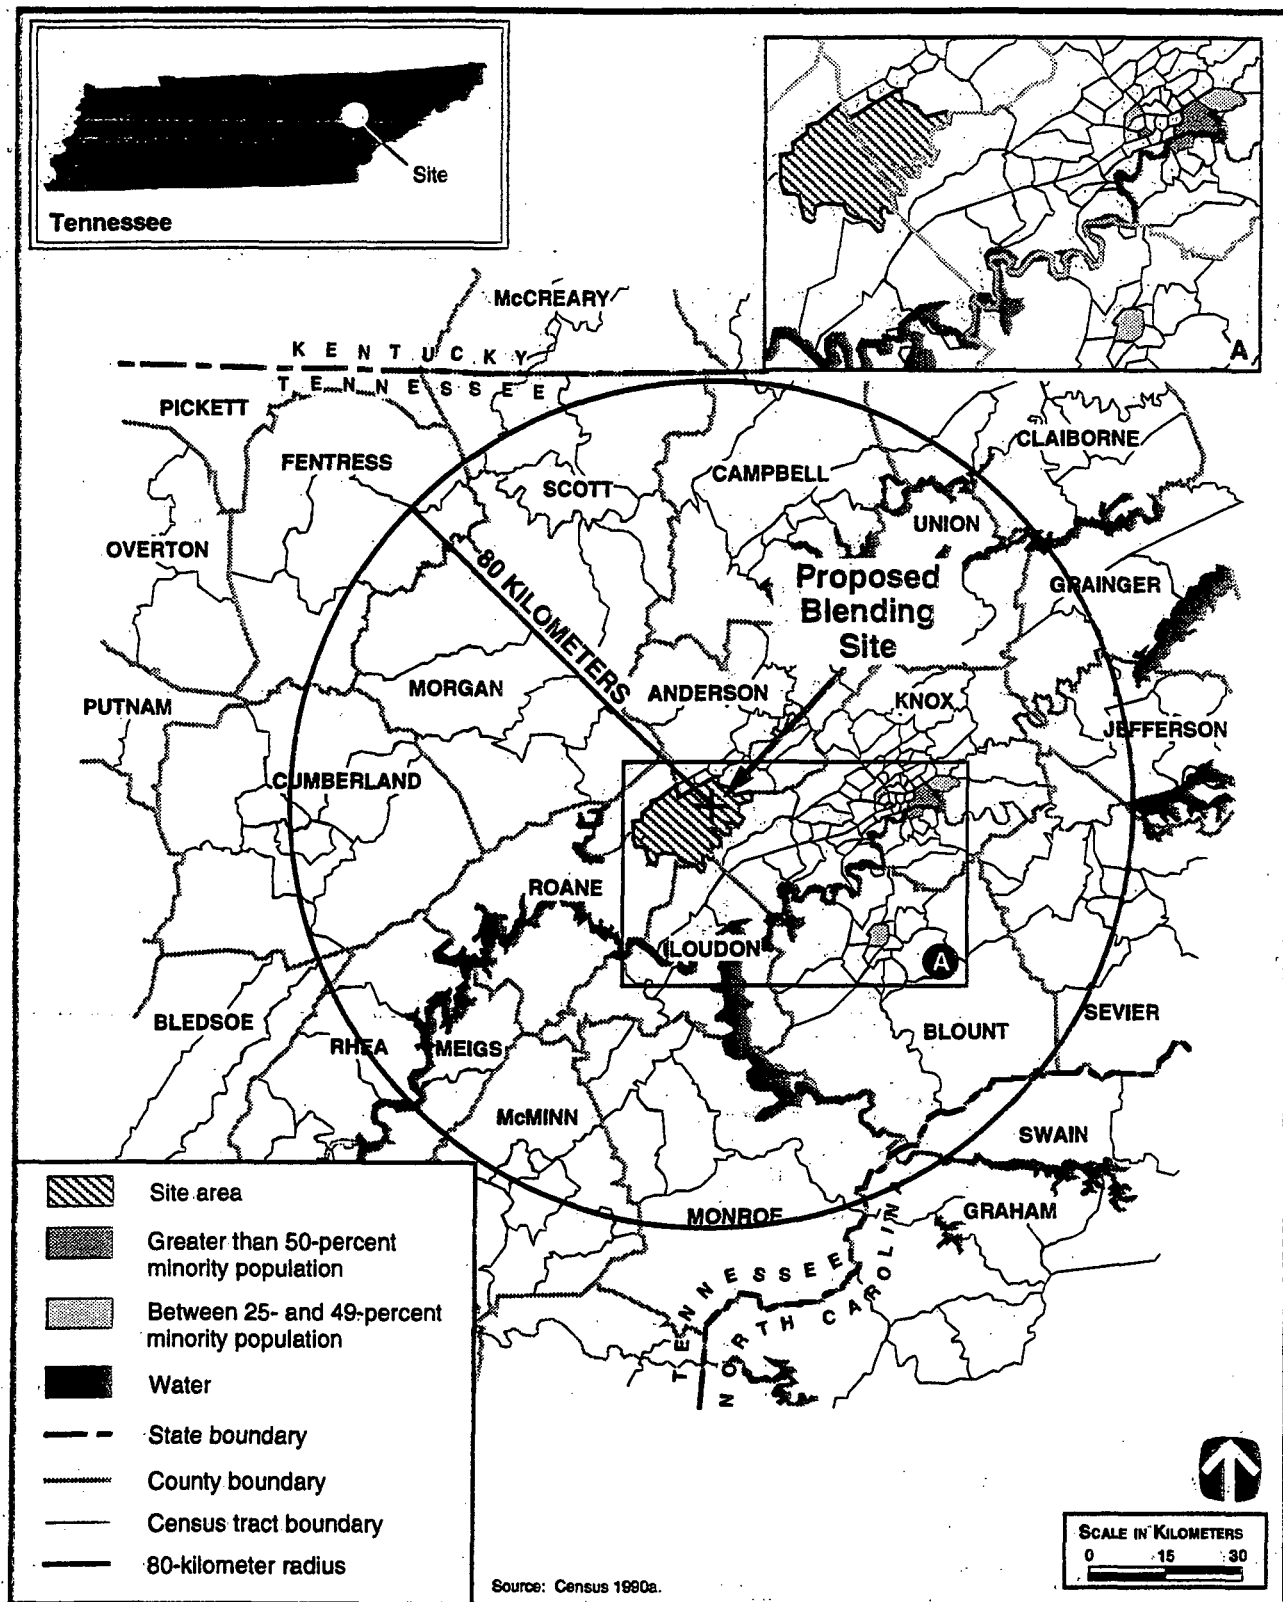 Site
Tennessee
A
McCREARY
KENTUCKY
TENNESSEE
PICKETT
CLAIBORNE
FENTRESS
CAMPBELL
SCOTT
UNION
OVERTON
80 KILOMETERS
Proposed
Blending
Site
GRAINGER
MORGAN
ANDERSON
KNOX
PUTNAM
JEFFERSON
CUMBERLAND
ROANE
LOUDON
A
BLEDSOE
SEVIER
BLOUNT
RHEA
MEIGS
McMINN
SWAIN
MONROE
GRAHAM
TENNESSEE
NORTH CAROLINA
Site area
Greater than 50-percent
minority population
Between 25- and 49-percent
minority population
Water
State boundary
County boundary
Census tract boundary
80-kilometer radius
SCALE IN KILOMETERS
0 15 30
Source: Census 1990a.